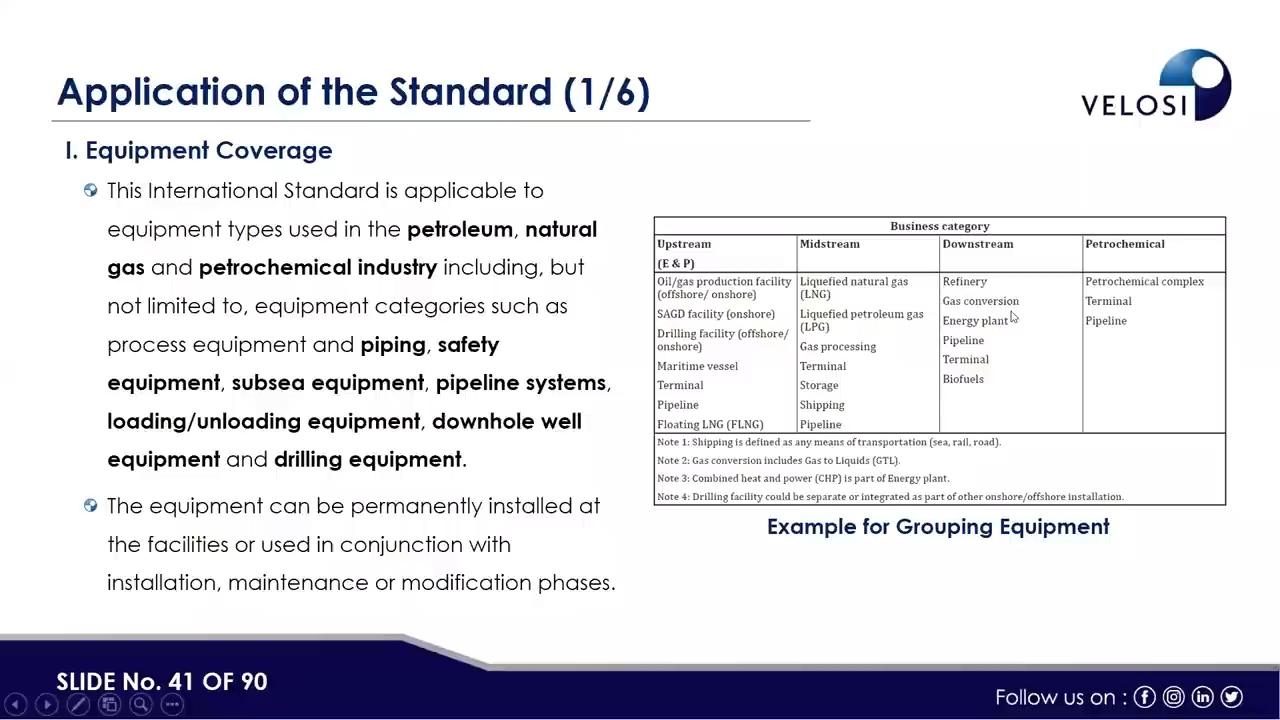 Application of the Standard (1/6)
VELOSI
I. Equipment Coverage
This International Standard is applicable to
equipment types used in the petroleum, natural
gas and petrochemical industry including, but
not limited to, equipment categories such as
process equipment and piping, safety
equipment, subsea equipment, pipeline systems,
loading/unloading equipment, downhole well
equipment and drilling equipment.
The equipment can be permanently installed at
the facilities or used in conjunction with
installation, maintenance or modification phases.
Business category
Upstream
(E & P)
Midstream
Downstream
Petrochemical
Oil/gas production facility
(offshore/ onshore)
SAGD facility (onshore)
Drilling facility (offshore/
onshore)
Maritime vessel
Terminal
Pipeline
Floating LNG (FLNG)
Liquefied natural gas
(LNG)
Liquefied petroleum gas
(LPG)
Gas processing
Terminal
Storage
Shipping
Pipeline
Refinery
Gas conversion
Energy plant
Pipeline
Terminal
Biofuels
Petrochemical complex
Terminal
Pipeline
Note 1: Shipping is defined as any means of transportation (sea, rail, road).
Note 2: Gas conversion includes Gas to Liquids (GTL).
Note 3: Combined heat and power (CHP) is part of Energy plant.
Note 4: Drilling facility could be separate or integrated as part of other onshore/offshore installation.
Example for Grouping Equipment
SLIDE No. 41 OF 90
Follow us on :